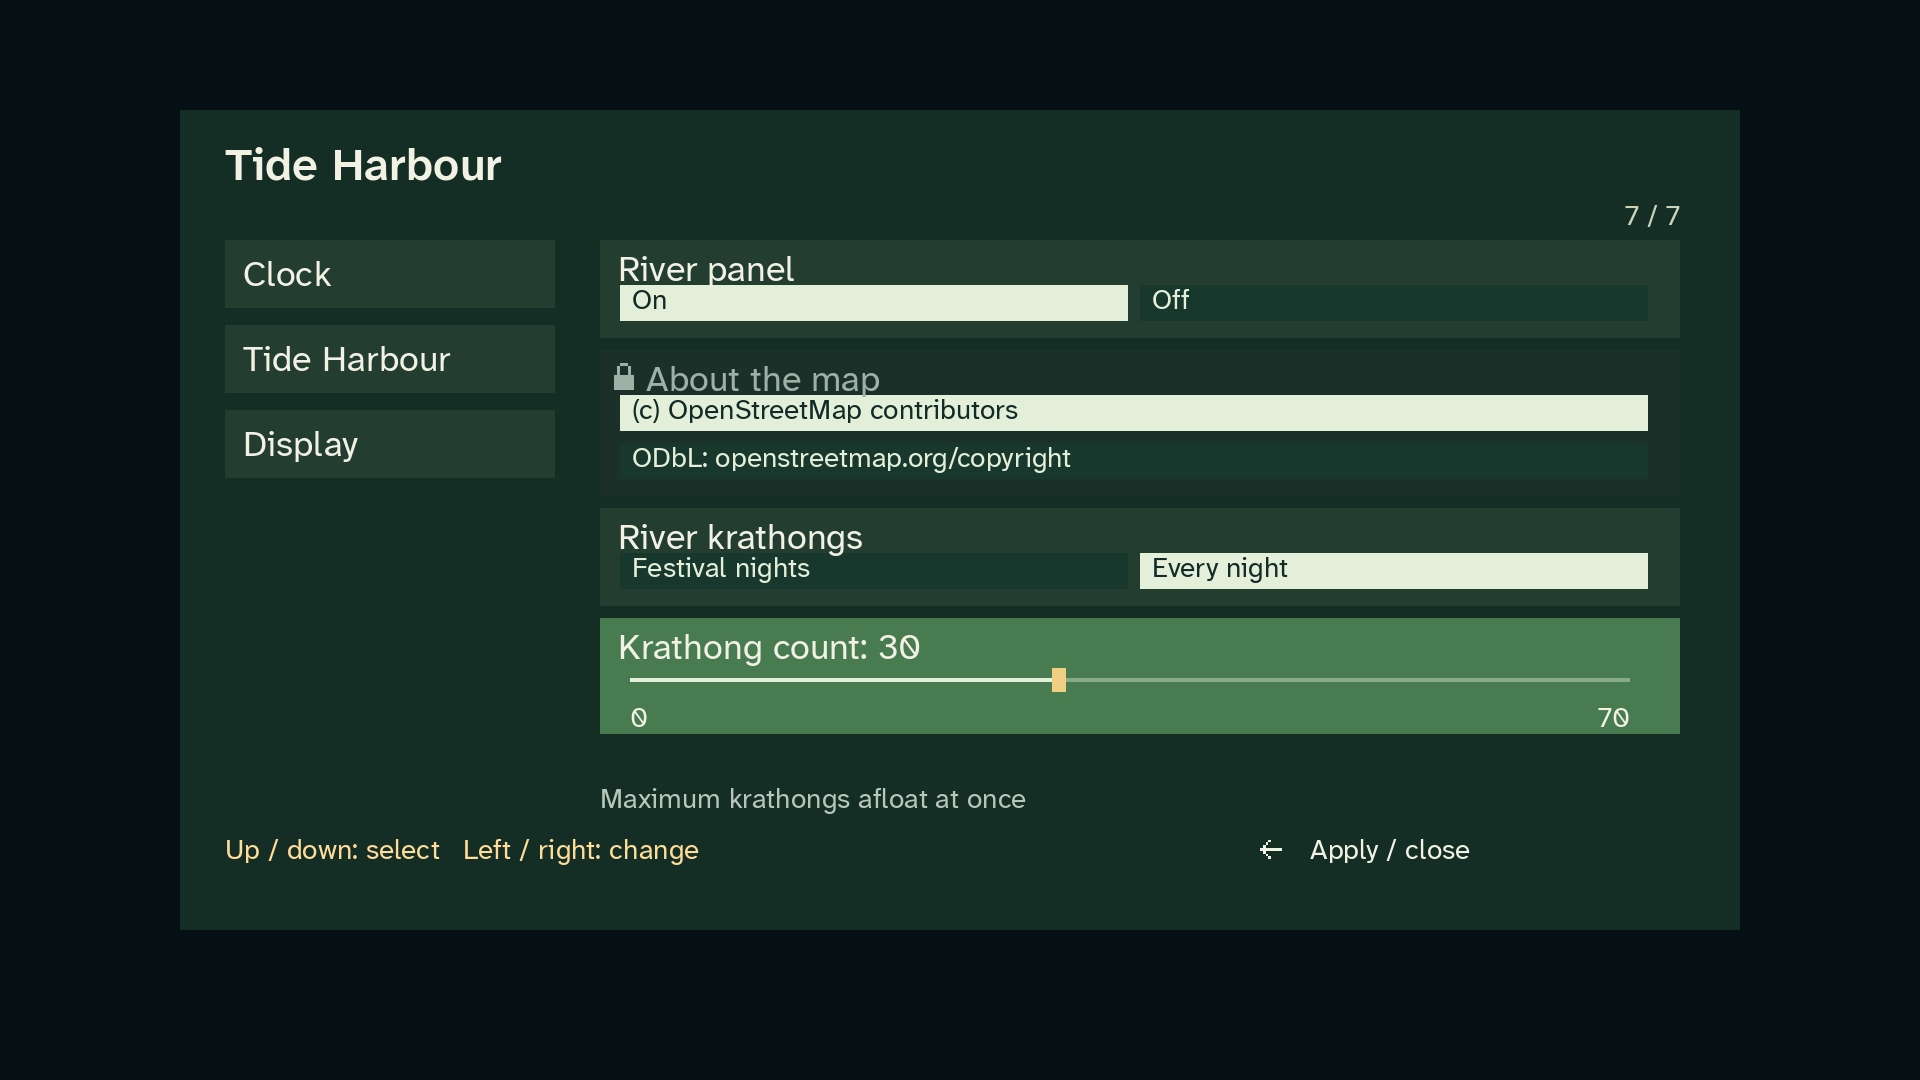 Tide Harbour
7 / 7
Clock
Tide Harbour
Display
River panel
On
Off
About the map
(c) OpenStreetMap contributors
ODbL: openstreetmap.org/copyright
River krathongs
Festival nights
Every night
Krathong count: 30
0
70
Maximum krathongs afloat at once
Up / down: select Left / right: change
← Apply / close